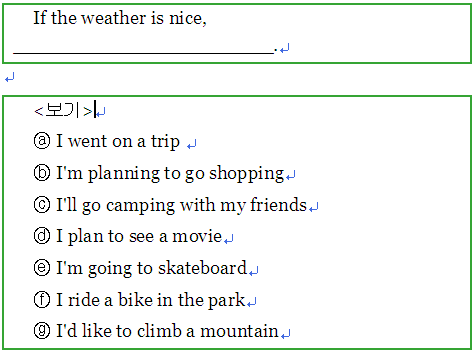 If the weather is nice,
____________________________.
<보기>
ⓐ I went on a trip
ⓑ I'm planning to go shopping
ⓒ I'll go camping with my friends
ⓓ I plan to see a movie
ⓔ I'm going to skateboard
ⓕ I ride a bike in the park
ⓖ I'd like to climb a mountain